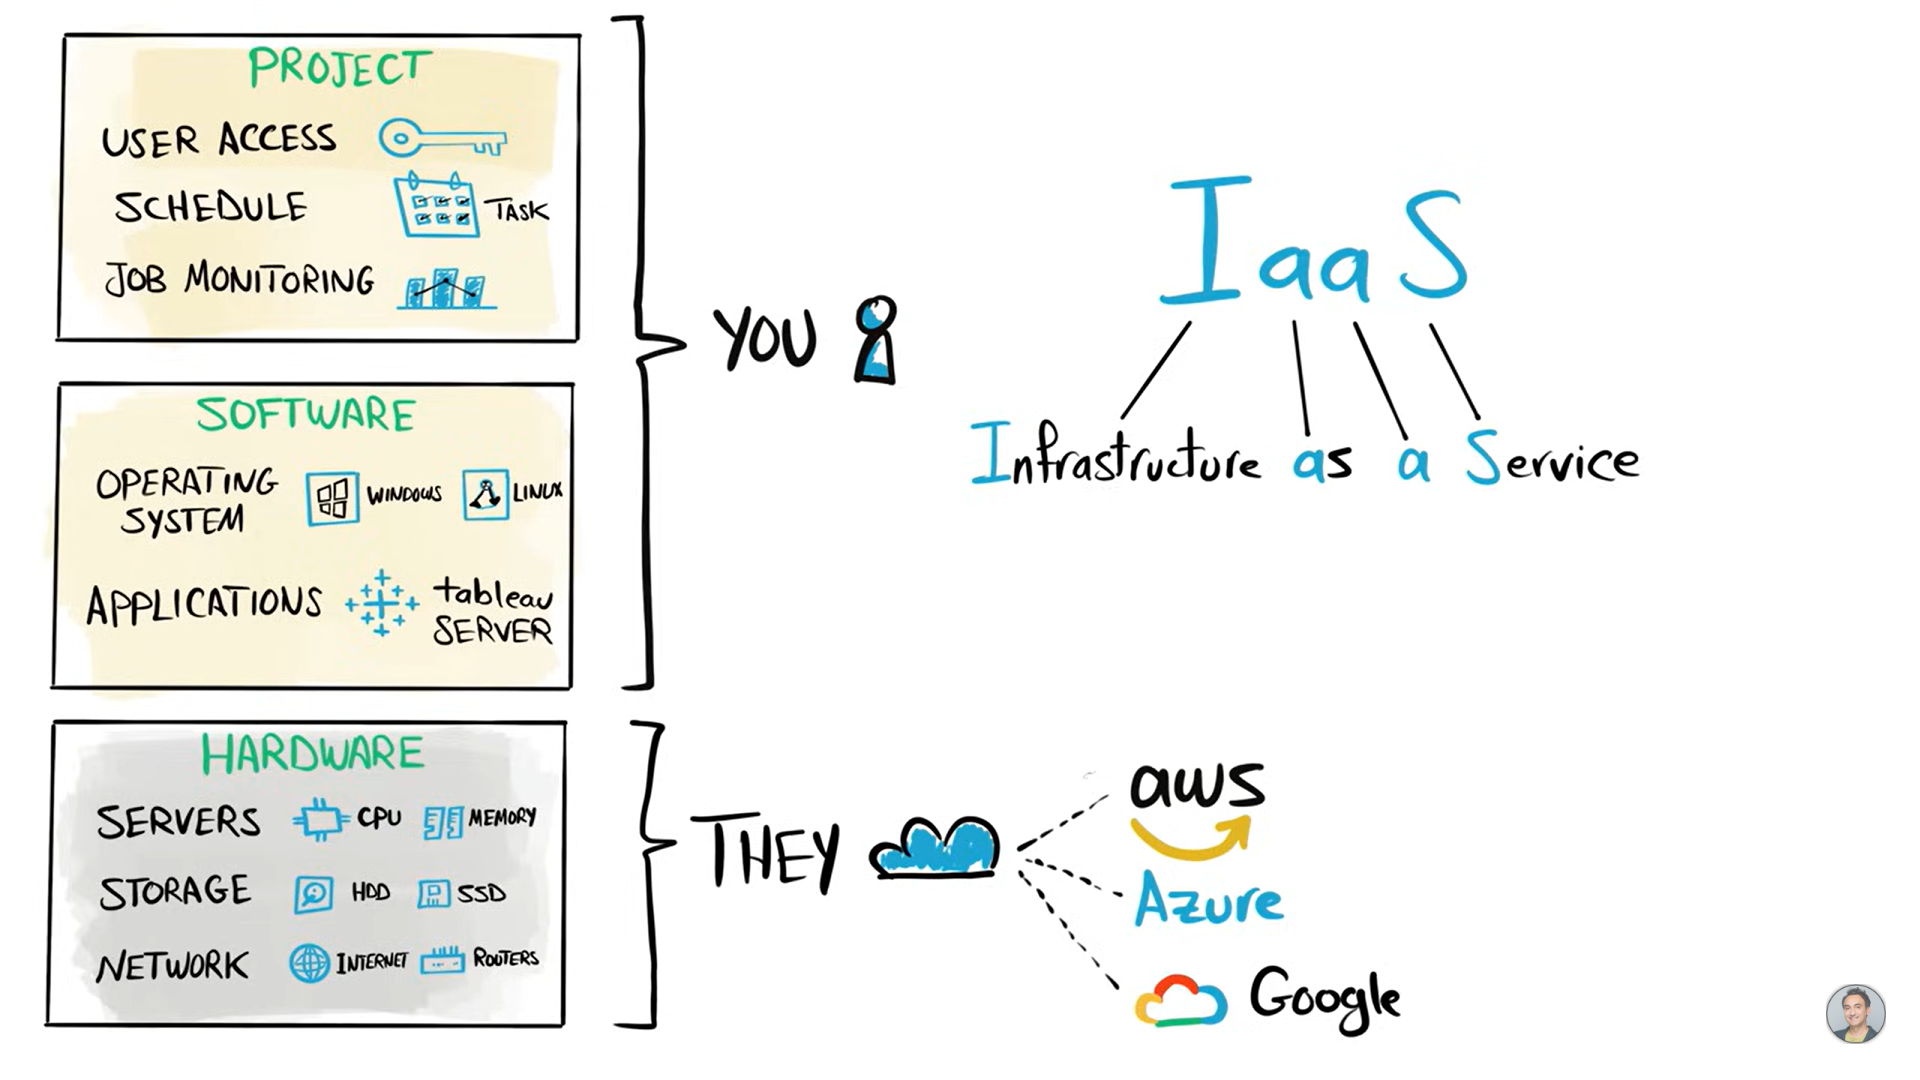 PROJECT
USER ACCESS
SCHEDULE TASK
JOB MONITORING
SOFTWARE
OPERATING SYSTEM WINDOWS LINUX
APPLICATIONS tableau SERVER
HARDWARE
SERVERS CPU MEMORY
STORAGE HDD SSD
NETWORK INTERNET ROUTERS
YOU
THEY
IaaS
Infrastructure as a Service
aws
Azure
Google